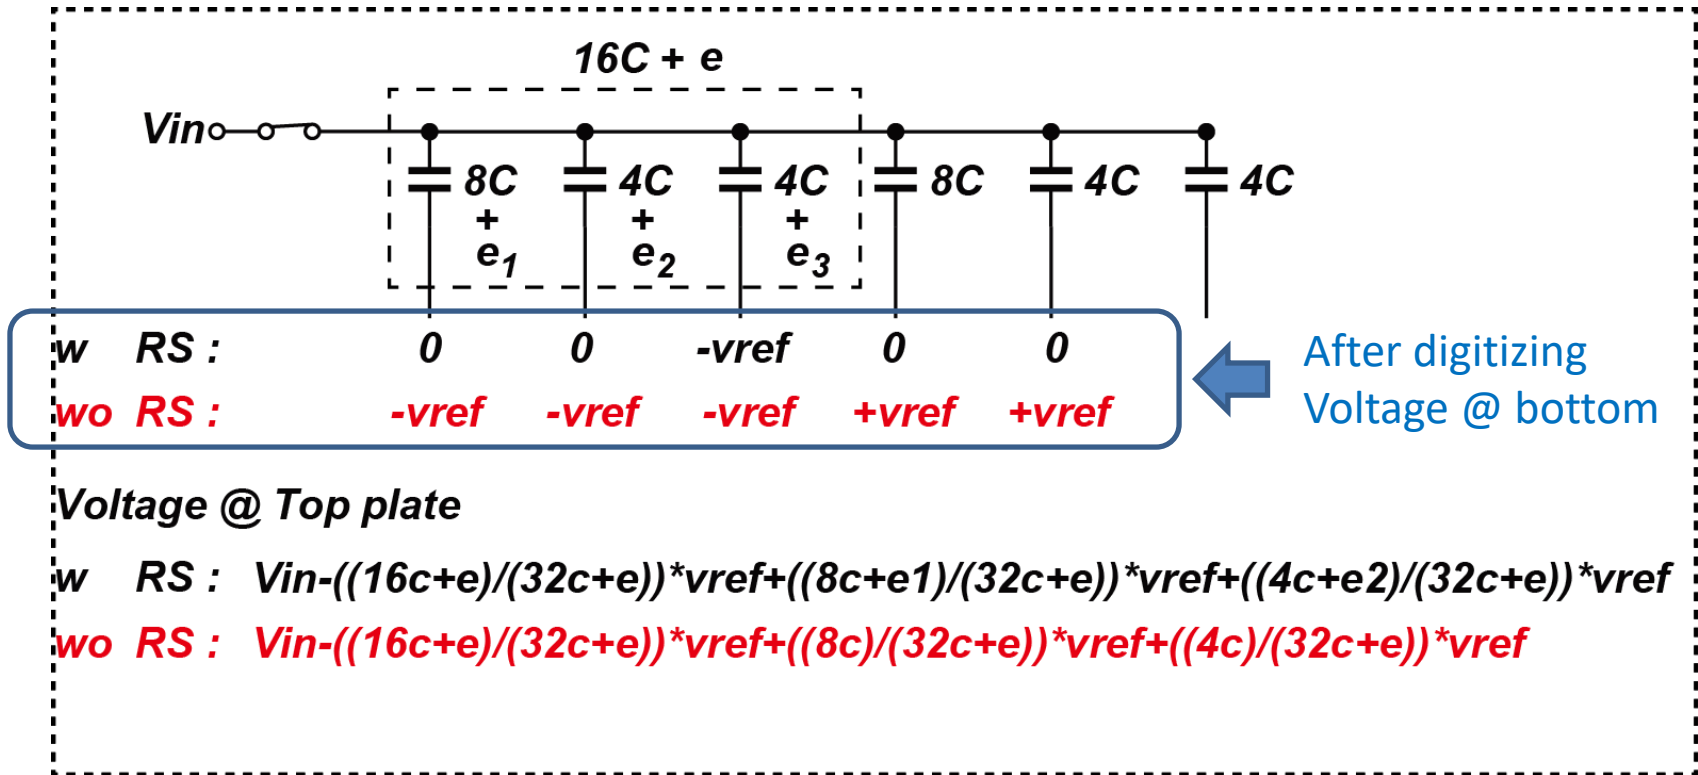 16C + e
Vin
8C 4C 4C 8C 4C 4C
+ + +
e1 e2 e3
w RS : 0 0 -vref 0 0
wo RS : -vref -vref -vref +vref +vref
After digitizing
Voltage @ bottom
Voltage @ Top plate
w RS : Vin-((16c+e)/(32c+e))*vref+((8c+e1)/(32c+e))*vref+((4c+e2)/(32c+e))*vref
wo RS : Vin-((16c+e)/(32c+e))*vref+((8c)/(32c+e))*vref+((4c)/(32c+e))*vref